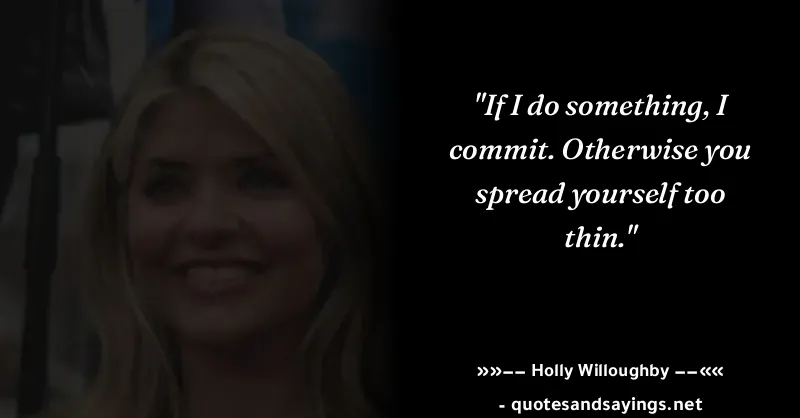 "If I do something, I
commit. Otherwise you
spread yourself too
thin."
»»–– Holly Willoughby ––««
- quotesandsayings.net